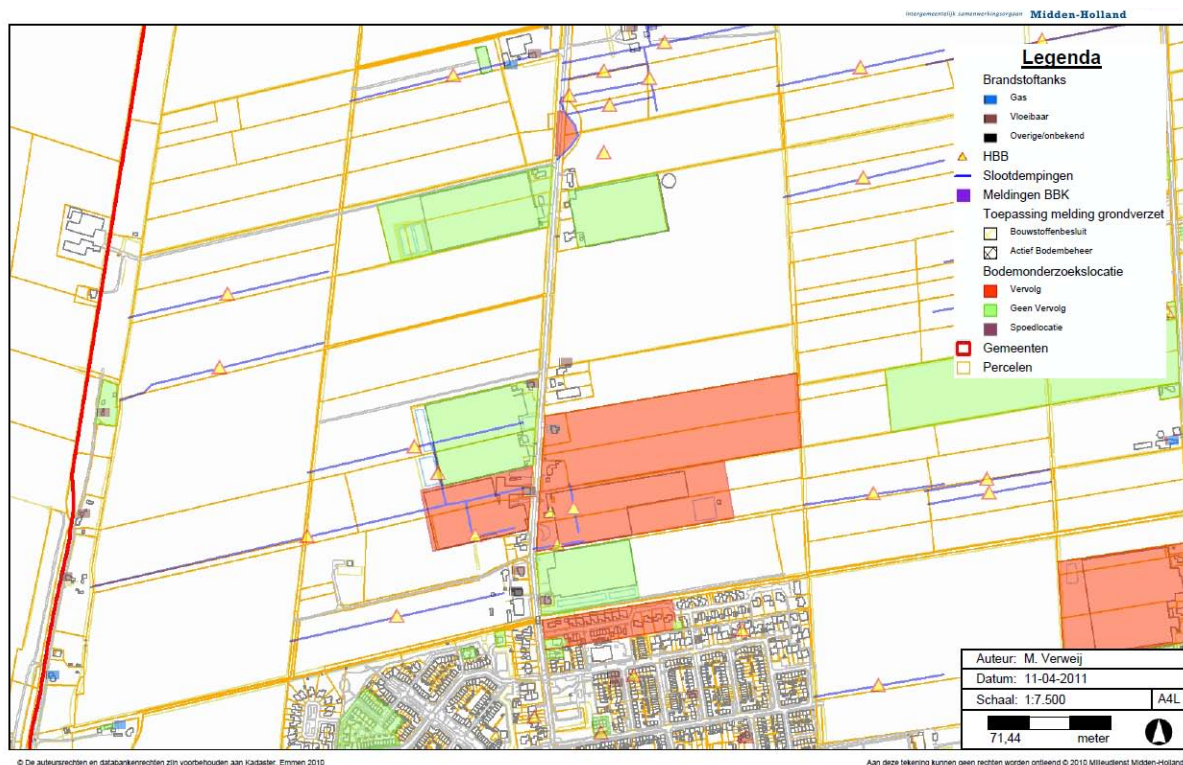 intergemeentelijk samenwerkingsorgaan Midden-Holland
Legenda
Brandstoftanks
Gas
Vloeibaar
Overige/onbekend
HBB
Slootdempingen
Meldingen BBK
Toepassing melding grondverzet
Bouwstoffenbesluit
Actief Bodembeheer
Bodemonderzoekslocatie
Vervolg
Geen Vervolg
Spoedlocatie
Gemeenten
Percelen
Auteur: M. Verweij
Datum: 11-04-2011
Schaal: 1:7.500 A4L
71,44 meter
© De auteursrechten en databankenrechten zijn voorbehouden aan Kadaster, Emmen 2010
Aan deze tekening kunnen geen rechten worden ontleend © 2010 Milieudienst Midden-Holland